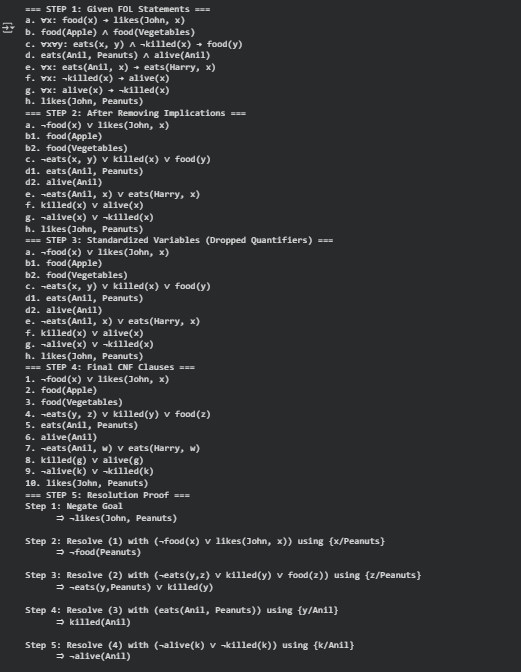 === STEP 1: Given FOL Statements ===
a. ∀x: food(x) → likes(John, x)
b. food(Apple) ∧ food(Vegetables)
c. ∀x∀y: eats(x, y) ∧ ¬killed(x) → food(y)
d. eats(Anil, Peanuts) ∧ alive(Anil)
e. ∀x: eats(Anil, x) → eats(Harry, x)
f. ∀x: ¬killed(x) → alive(x)
g. ∀x: alive(x) → ¬killed(x)
h. likes(John, Peanuts)
=== STEP 2: After Removing Implications ===
a. ¬food(x) ∨ likes(John, x)
b1. food(Apple)
b2. food(Vegetables)
c. ¬eats(x, y) ∨ killed(x) ∨ food(y)
d1. eats(Anil, Peanuts)
d2. alive(Anil)
e. ¬eats(Anil, x) ∨ eats(Harry, x)
f. killed(x) ∨ alive(x)
g. ¬alive(x) ∨ ¬killed(x)
h. likes(John, Peanuts)
=== STEP 3: Standardized Variables (Dropped Quantifiers) ===
a. ¬food(x) ∨ likes(John, x)
b1. food(Apple)
b2. food(Vegetables)
c. ¬eats(x, y) ∨ killed(x) ∨ food(y)
d1. eats(Anil, Peanuts)
d2. alive(Anil)
e. ¬eats(Anil, x) ∨ eats(Harry, x)
f. killed(x) ∨ alive(x)
g. ¬alive(x) ∨ ¬killed(x)
h. likes(John, Peanuts)
=== STEP 4: Final CNF Clauses ===
1. ¬food(x) ∨ likes(John, x)
2. food(Apple)
3. food(Vegetables)
4. ¬eats(y, z) ∨ killed(y) ∨ food(z)
5. eats(Anil, Peanuts)
6. alive(Anil)
7. ¬eats(Anil, w) ∨ eats(Harry, w)
8. killed(g) ∨ alive(g)
9. ¬alive(k) ∨ ¬killed(k)
10. likes(John, Peanuts)
=== STEP 5: Resolution Proof ===
Step 1: Negate Goal
⇒ ¬likes(John, Peanuts)
Step 2: Resolve (1) with (¬food(x) ∨ likes(John, x)) using {x/Peanuts}
⇒ ¬food(Peanuts)
Step 3: Resolve (2) with (¬eats(y,z) ∨ killed(y) ∨ food(z)) using {z/Peanuts}
⇒ ¬eats(y,Peanuts) ∨ killed(y)
Step 4: Resolve (3) with (eats(Anil, Peanuts)) using {y/Anil}
⇒ killed(Anil)
Step 5: Resolve (4) with (¬alive(k) ∨ ¬killed(k)) using {k/Anil}
⇒ ¬alive(Anil)